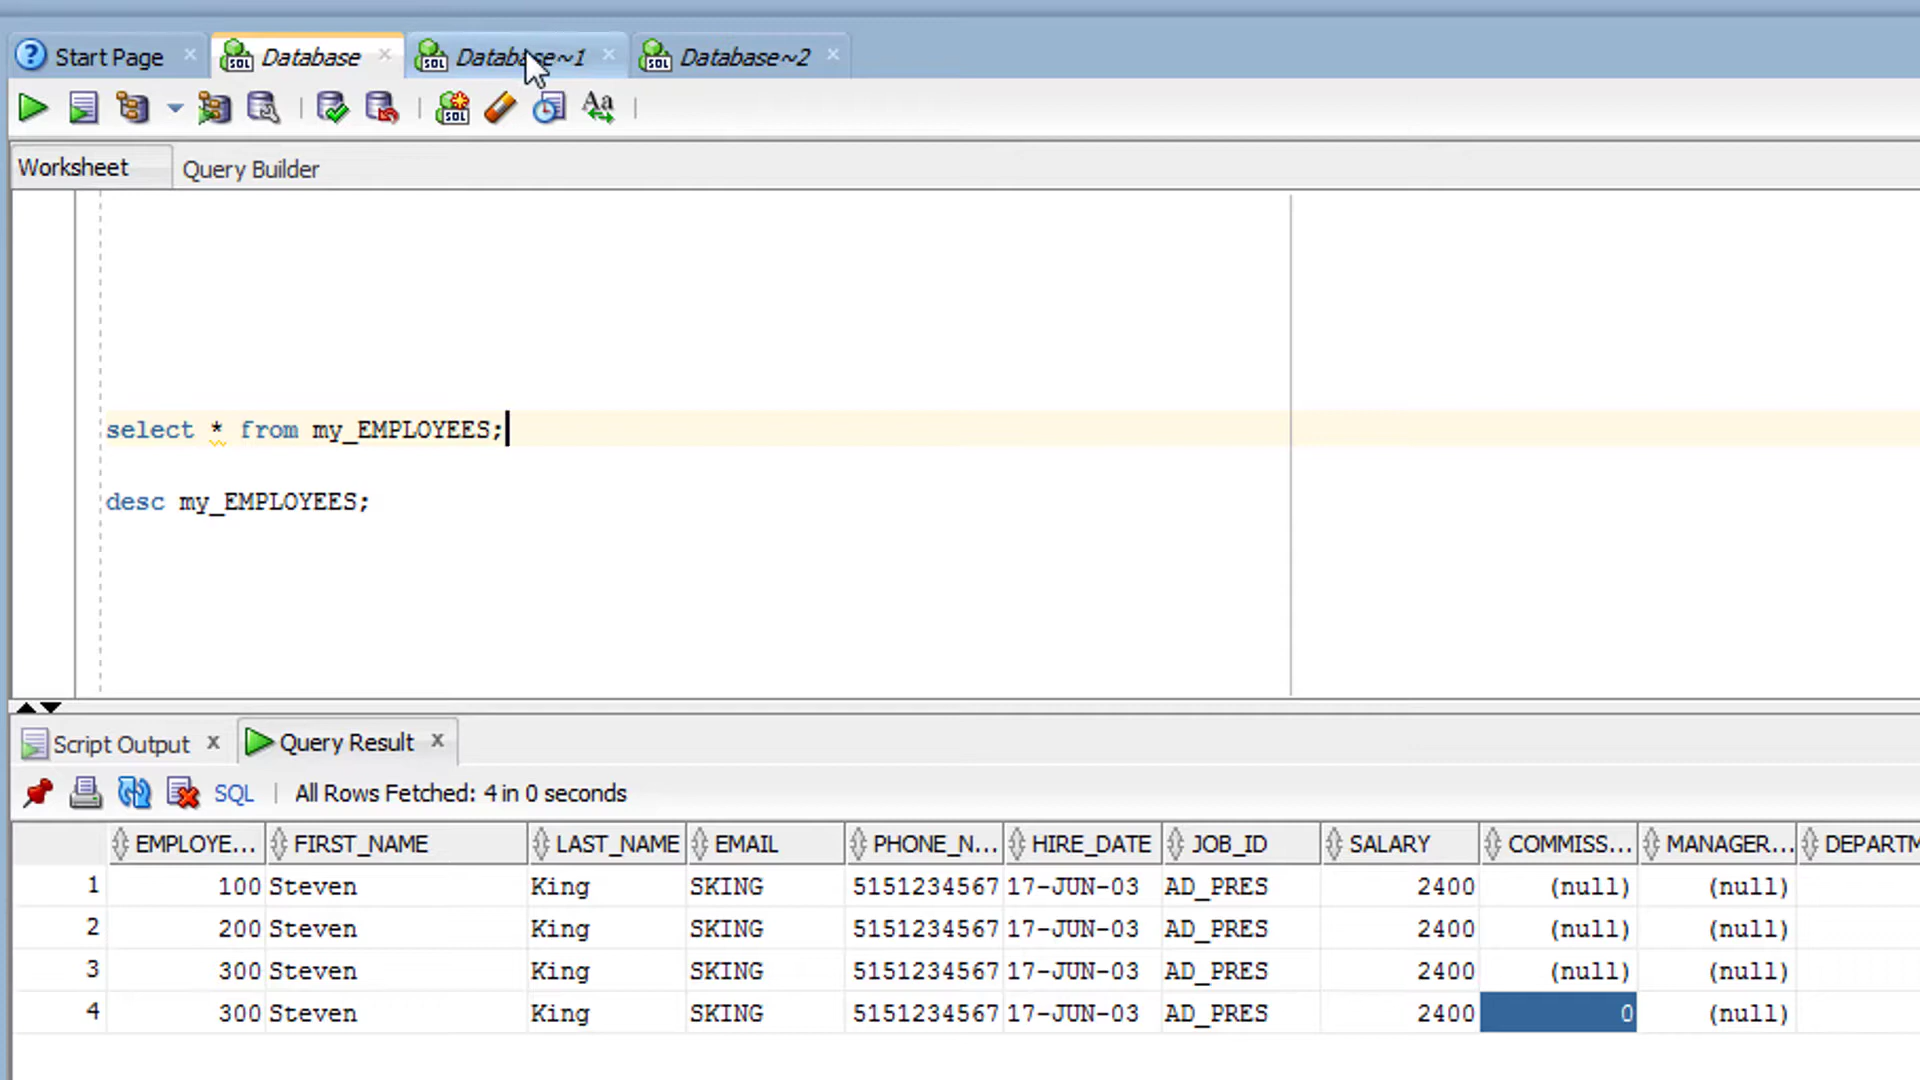 Start Page Database Database~1 Database~2
Worksheet Query Builder
select * from my_EMPLOYEES;
desc my_EMPLOYEES;
Script Output Query Result
SQL All Rows Fetched: 4 in 0 seconds
EMPLOYE... FIRST_NAME LAST_NAME EMAIL PHONE_N... HIRE_DATE JOB_ID SALARY COMMISS... MANAGER... DEPARTM
1 100 Steven King SKING 5151234567 17-JUN-03 AD_PRES 2400 (null) (null)
2 200 Steven King SKING 5151234567 17-JUN-03 AD_PRES 2400 (null) (null)
3 300 Steven King SKING 5151234567 17-JUN-03 AD_PRES 2400 (null) (null)
4 300 Steven King SKING 5151234567 17-JUN-03 AD_PRES 2400 0 (null)